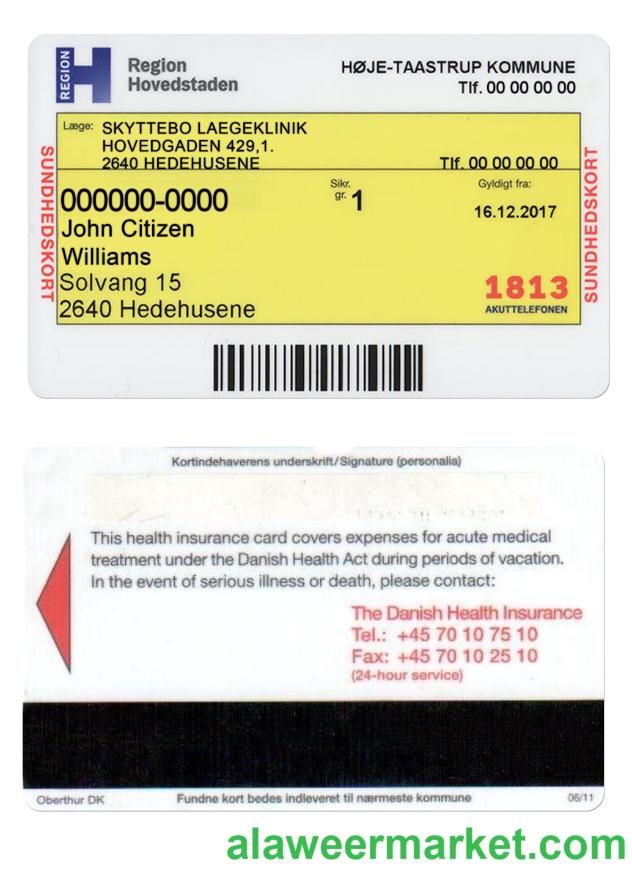 REGION
Region
Hovedstaden
HØJE-TAASTRUP KOMMUNE
Tlf. 00 00 00 00
SUNDHEDSKORT
Læge: SKYTTEBO LAEGEKLINIK
HOVEDGADEN 429,1.
2640 HEDEHUSENE Tlf. 00 00 00 00
000000-0000
Sikr.
gr. 1
Gyldigt fra:
16.12.2017
John Citizen
Williams
Solvang 15
2640 Hedehusene
1813
AKUTTELEFONEN
SUNDHEDSKORT
Kortindehaverens underskrift/Signature (personalia)
This health insurance card covers expenses for acute medical
treatment under the Danish Health Act during periods of vacation.
In the event of serious illness or death, please contact:
The Danish Health Insurance
Tel.: +45 70 10 75 10
Fax: +45 70 10 25 10
(24-hour service)
Oberthur DK
Fundne kort bedes indleveret til nærmeste kommune
06/11
alaweermarket.com